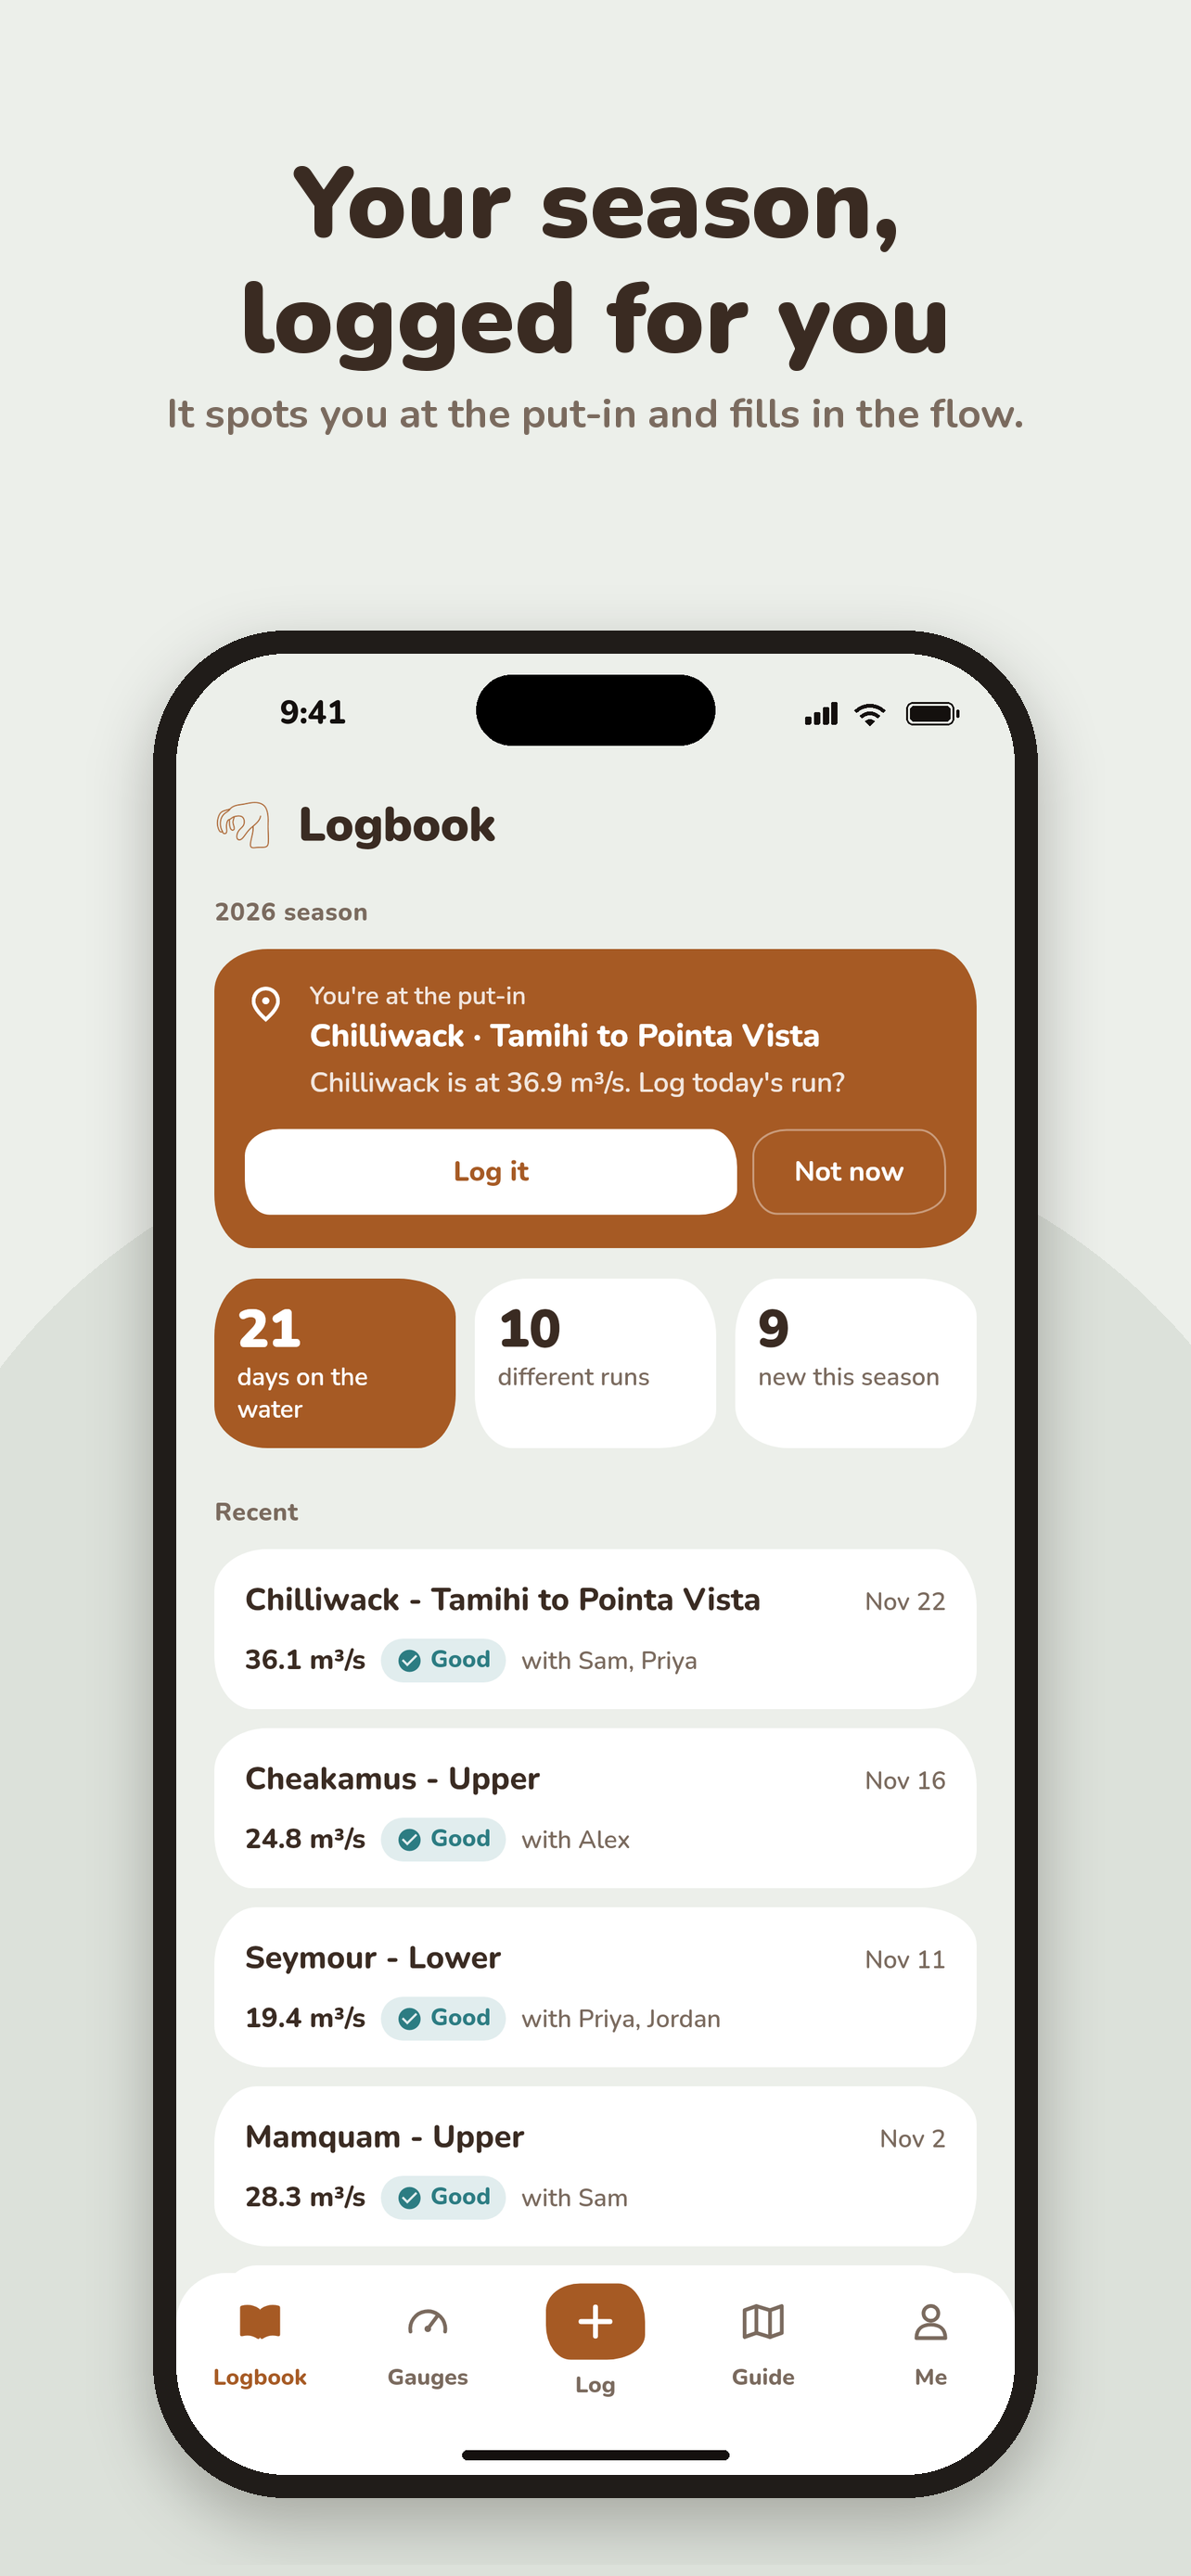 Your season,
logged for you
It spots you at the put-in and fills in the flow.
9:41
Logbook
2026 season
You're at the put-in
Chilliwack · Tamihi to Pointa Vista
Chilliwack is at 36.9 m³/s. Log today's run?
Log it
Not now
21
days on the
water
10
different runs
9
new this season
Recent
Chilliwack - Tamihi to Pointa Vista
Nov 22
36.1 m³/s
Good
with Sam, Priya
Cheakamus - Upper
Nov 16
24.8 m³/s
Good
with Alex
Seymour - Lower
Nov 11
19.4 m³/s
Good
with Priya, Jordan
Mamquam - Upper
Nov 2
28.3 m³/s
Good
with Sam
Logbook
Gauges
Log
Guide
Me